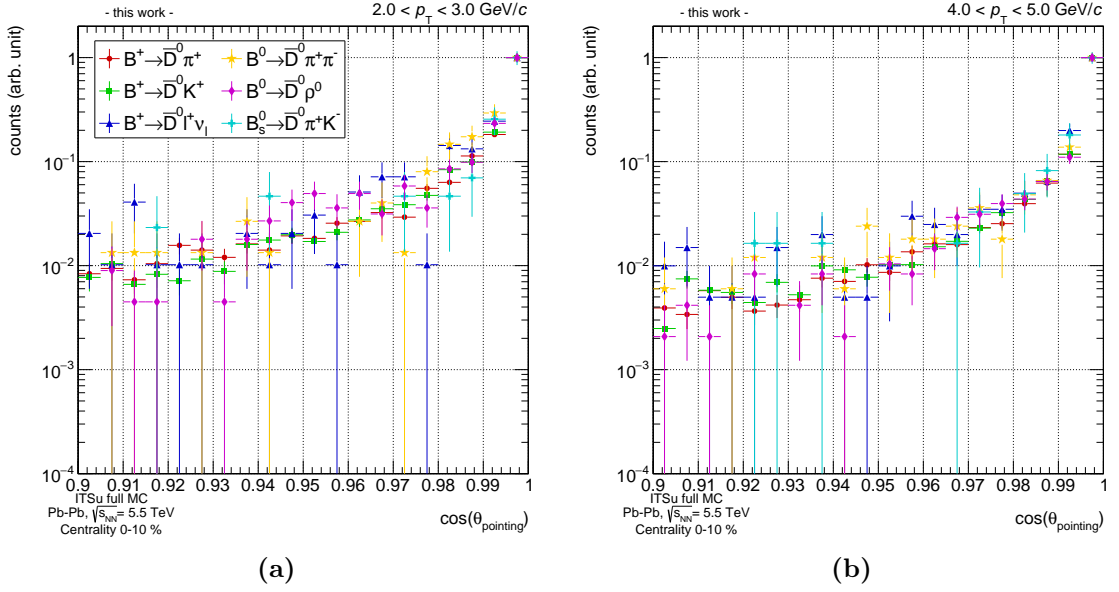 - this work -
2.0 < p_T < 3.0 GeV/c
counts (arb. unit)
1
10⁻¹
10⁻²
10⁻³
10⁻⁴
B⁺→D̅⁰π⁺
B⁰→D̅⁰π⁺π⁻
B⁺→D̅⁰K⁺
B⁰→D̅⁰ρ⁰
B⁺→D̅⁰l⁺ν_l
B_s⁰→D̅⁰π⁺K⁻
0.9 0.91 0.92 0.93 0.94 0.95 0.96 0.97 0.98 0.99 1
ITSu full MC
Pb-Pb, √s_NN = 5.5 TeV
Centrality 0-10 %
cos(θ_pointing)
(a)
- this work -
4.0 < p_T < 5.0 GeV/c
counts (arb. unit)
1
10⁻¹
10⁻²
10⁻³
10⁻⁴
0.9 0.91 0.92 0.93 0.94 0.95 0.96 0.97 0.98 0.99 1
ITSu full MC
Pb-Pb, √s_NN = 5.5 TeV
Centrality 0-10 %
cos(θ_pointing)
(b)